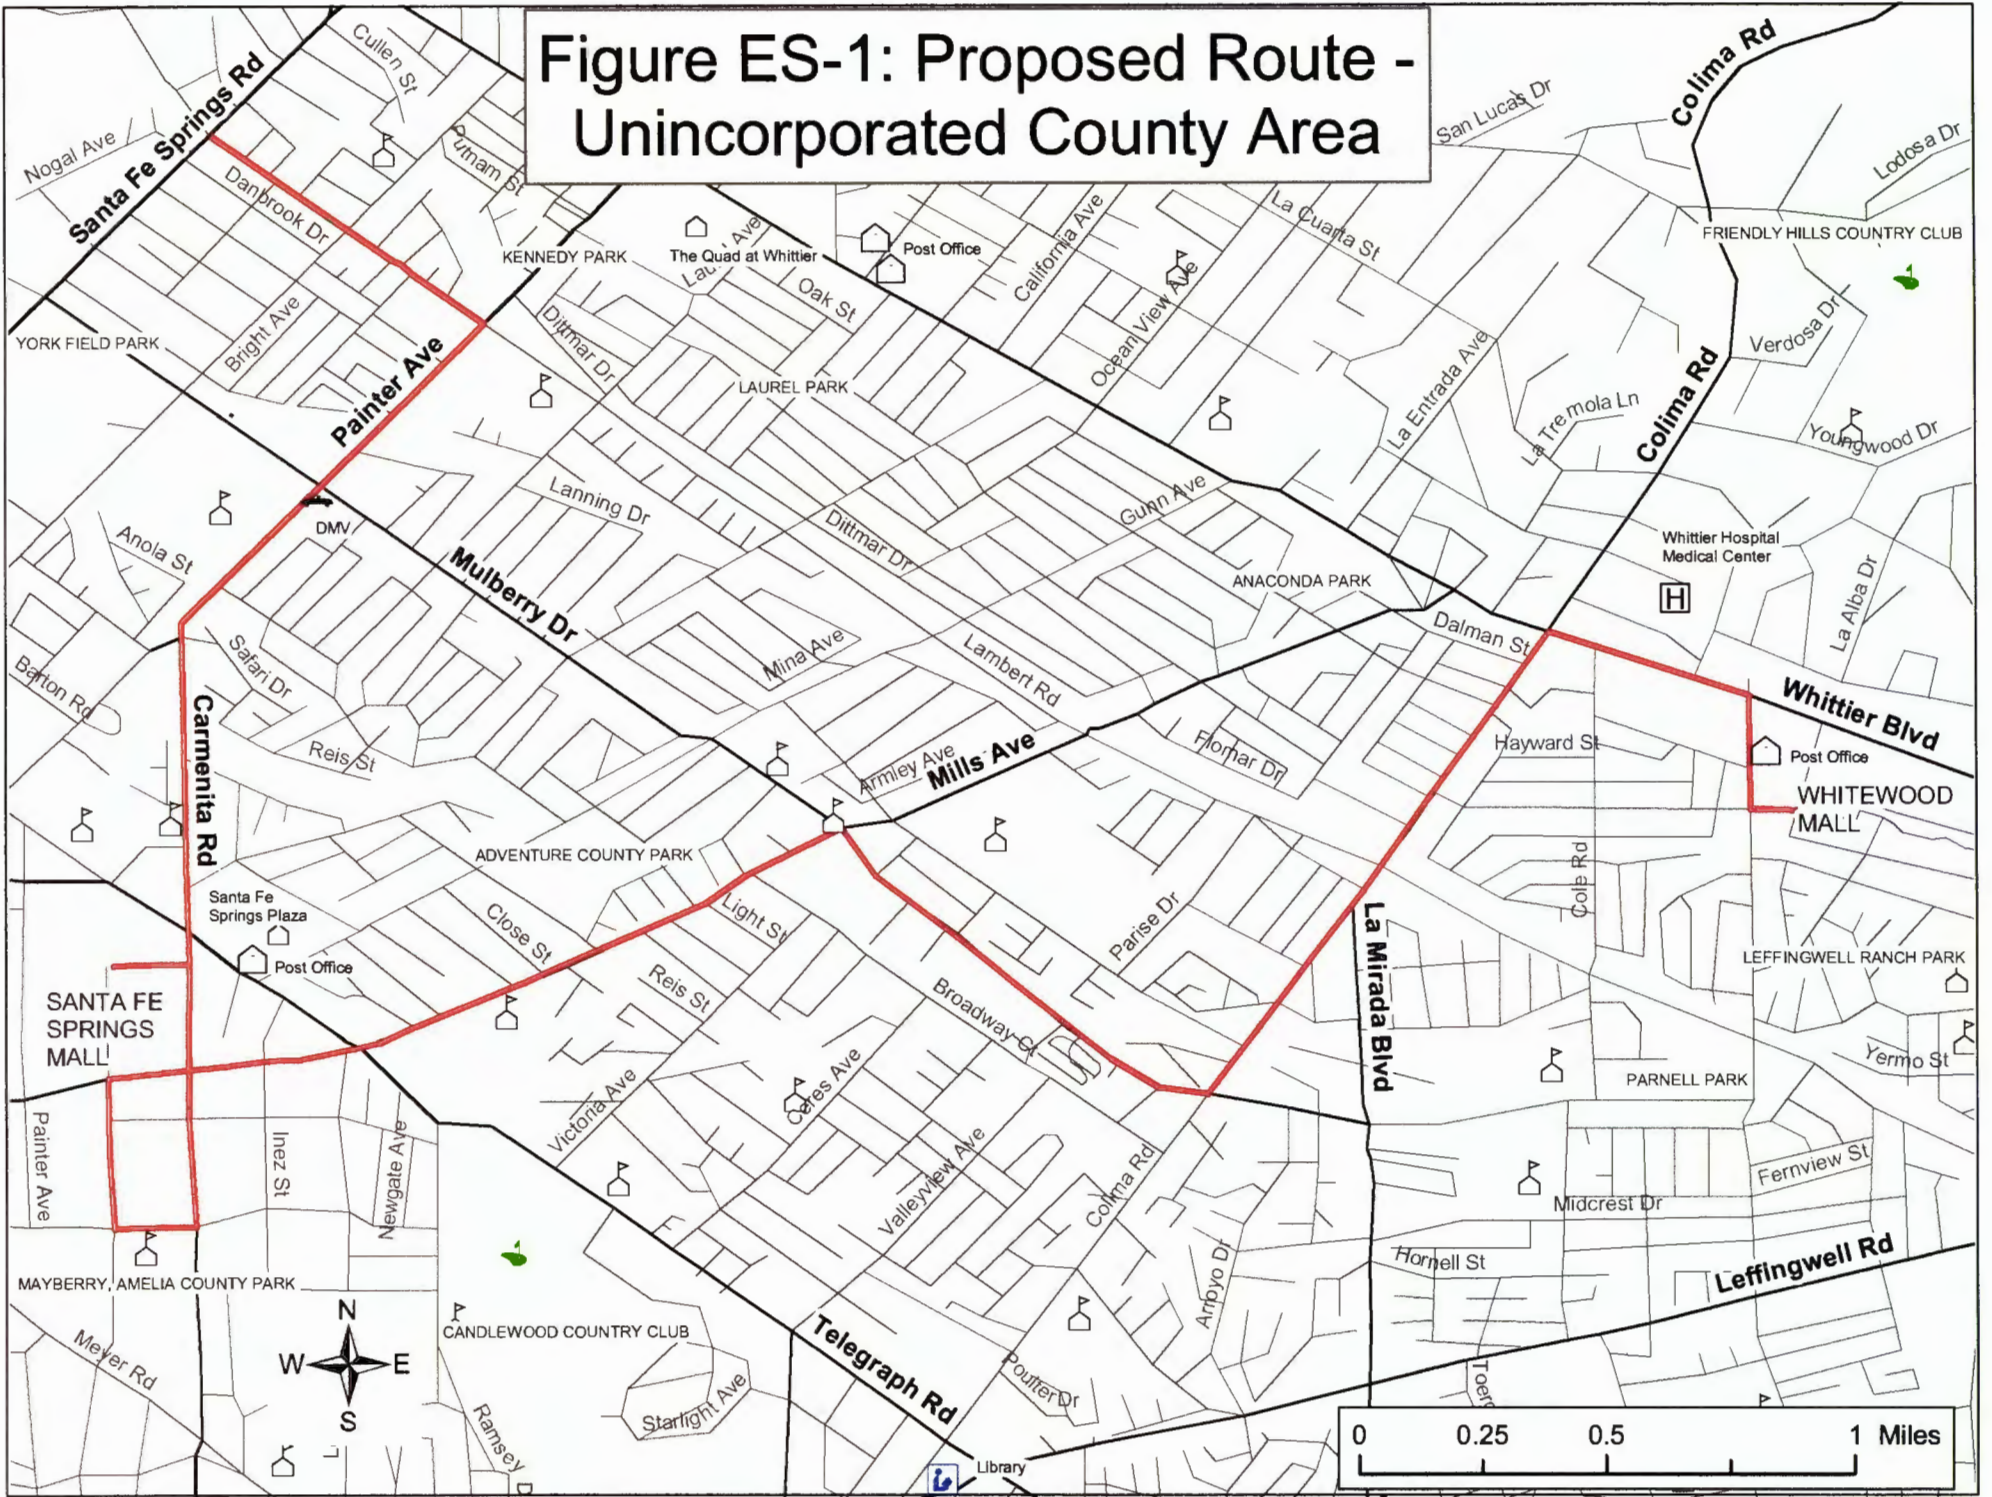 Figure ES-1: Proposed Route -
Unincorporated County Area
Cullen St
Santa Fe Springs Rd
Nogal Ave
Putnam St
Danbrook Dr
KENNEDY PARK
The Quad at Whittier
Post Office
California Ave
La Cuarta St
San Lucas Dr
Colima Rd
Lodosa Dr
FRIENDLY HILLS COUNTRY CLUB
Oak St
Ocean View Ave
Verdosa Dr
YORK FIELD PARK
Bright Ave
Painter Ave
Dittmar Dr
LAUREL PARK
La Entrada Ave
La Tremola Ln
Colima Rd
Youngwood Dr
Lanning Dr
Dittmar Dr
Gunn Ave
DMV
Anola St
Mulberry Dr
ANACONDA PARK
Whittier Hospital
Medical Center
H
La Alba Dr
Dalman St
Mina Ave
Lambert Rd
Safari Dr
Barton Rd
Carmenita Rd
Reis St
Armley Ave
Mills Ave
Flomar Dr
Hayward St
Whittier Blvd
Post Office
WHITEWOOD
MALL
ADVENTURE COUNTY PARK
Cole Rd
Santa Fe
Springs Plaza
Post Office
Close St
Light St
Reis St
Parise Dr
La Mirada Blvd
LEFFINGWELL RANCH PARK
SANTA FE
SPRINGS
MALL
Broadway Ct
Yermo St
PARNELL PARK
Painter Ave
Inez St
Newgate Ave
Victoria Ave
Ceres Ave
Valleyview Ave
Colima Rd
Fernview St
Midcrest Dr
Arroyo Dr
Hornell St
Leffingwell Rd
MAYBERRY, AMELIA COUNTY PARK
N
W
E
S
CANDLEWOOD COUNTRY CLUB
Meyer Rd
Telegraph Rd
Poulter Dr
Starlight Ave
Ramsey D
Library
0 0.25 0.5 1 Miles